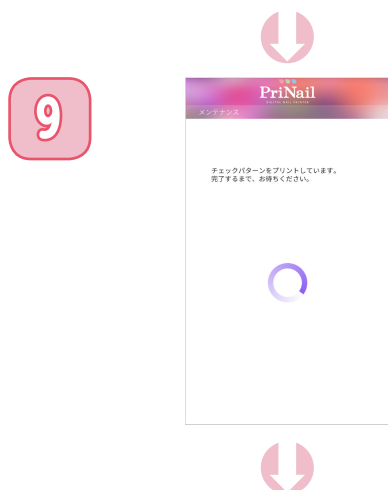 9
PriNail
DIGITAL NAIL PRINTER
メンテナンス
チェックパターンをプリントしています。
完了するまで、お待ちください。